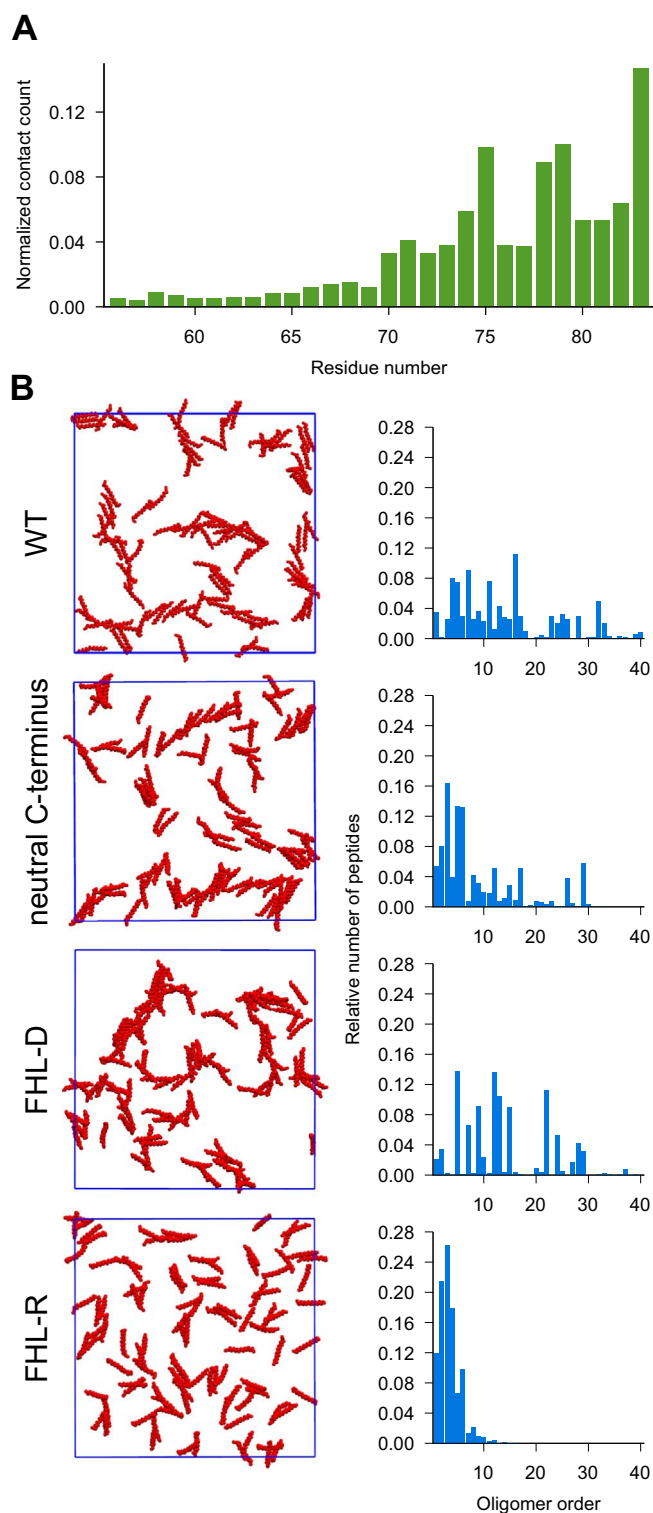 A
Normalized contact count
0.12
0.08
0.04
0.00
60 65 70 75 80
Residue number
B
WT
0.28
0.24
0.20
0.16
0.12
0.08
0.04
0.00
10 20 30 40
neutral C-terminus
0.28
0.24
0.20
0.16
0.12
0.08
0.04
0.00
10 20 30 40
Relative number of peptides
FHL-D
0.28
0.24
0.20
0.16
0.12
0.08
0.04
0.00
10 20 30 40
FHL-R
0.28
0.24
0.20
0.16
0.12
0.08
0.04
0.00
10 20 30 40
Oligomer order